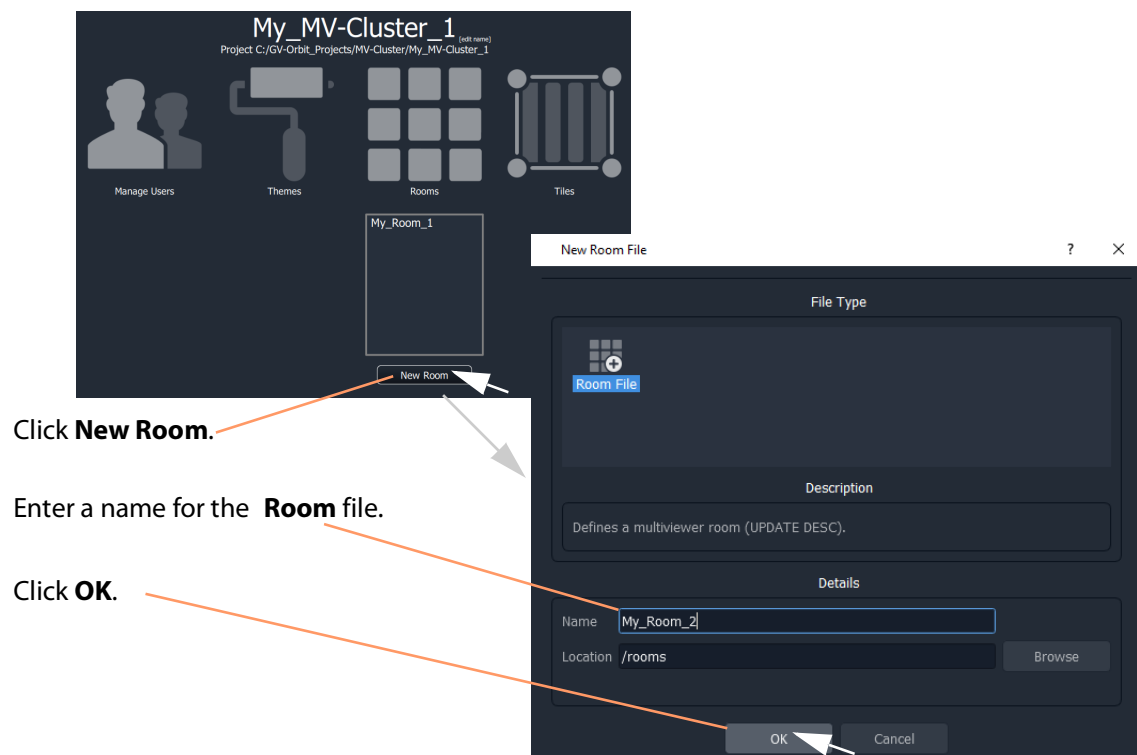 My_MV-Cluster_1 [edit name]
Project C:/GV-Orbit_Projects/MV-Cluster/My_MV-Cluster_1
Manage Users
Themes
Rooms
Tiles
My_Room_1
New Room
Click New Room.
Enter a name for the Room file.
Click OK.
New Room File ? ×
File Type
Room File
Description
Defines a multiviewer room (UPDATE DESC).
Details
Name My_Room_2
Location /rooms Browse
OK Cancel